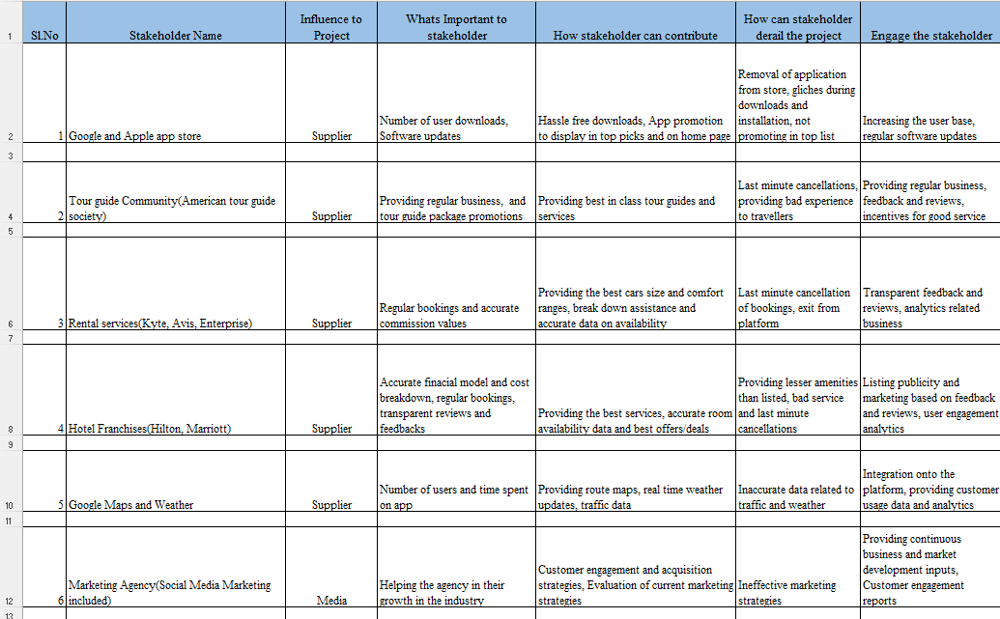 1 Sl.No Stakeholder Name Influence to Project Whats Important to stakeholder How stakeholder can contribute How can stakeholder derail the project Engage the stakeholder
2 1 Google and Apple app store Supplier Number of user downloads, Software updates Hassle free downloads, App promotion to display in top picks and on home page Removal of application from store, gliches during downloads and installation, not promoting in top list Increasing the user base, regular software updates
3
4 2 Tour guide Community(American tour guide society) Supplier Providing regular business, and tour guide package promotions Providing best in class tour guides and services Last minute cancellations, providing bad experience to travellers Providing regular business, feedback and reviews, incentives for good service
5
6 3 Rental services(Kyte, Avis, Enterprise) Supplier Regular bookings and accurate commission values Providing the best cars size and comfort ranges, break down assistance and accurate data on availability Last minute cancellation of bookings, exit from platform Transparent feedback and reviews, analytics related business
7
8 4 Hotel Franchises(Hilton, Marriott) Supplier Accurate finacial model and cost breakdown, regular bookings, transparent reviews and feedbacks Providing the best services, accurate room availability data and best offers/deals Providing lesser amenities than listed, bad service and last minute cancellations Listing publicity and marketing based on feedback and reviews, user engagement analytics
9
10 5 Google Maps and Weather Supplier Number of users and time spent on app Providing route maps, real time weather updates, traffic data Inaccurate data related to traffic and weather Integration onto the platform, providing customer usage data and analytics
11
12 6 Marketing Agency(Social Media Marketing included) Media Helping the agency in their growth in the industry Customer engagement and acquisition strategies, Evaluation of current marketing strategies Ineffective marketing strategies Providing continuous business and market development inputs, Customer engagement reports
13